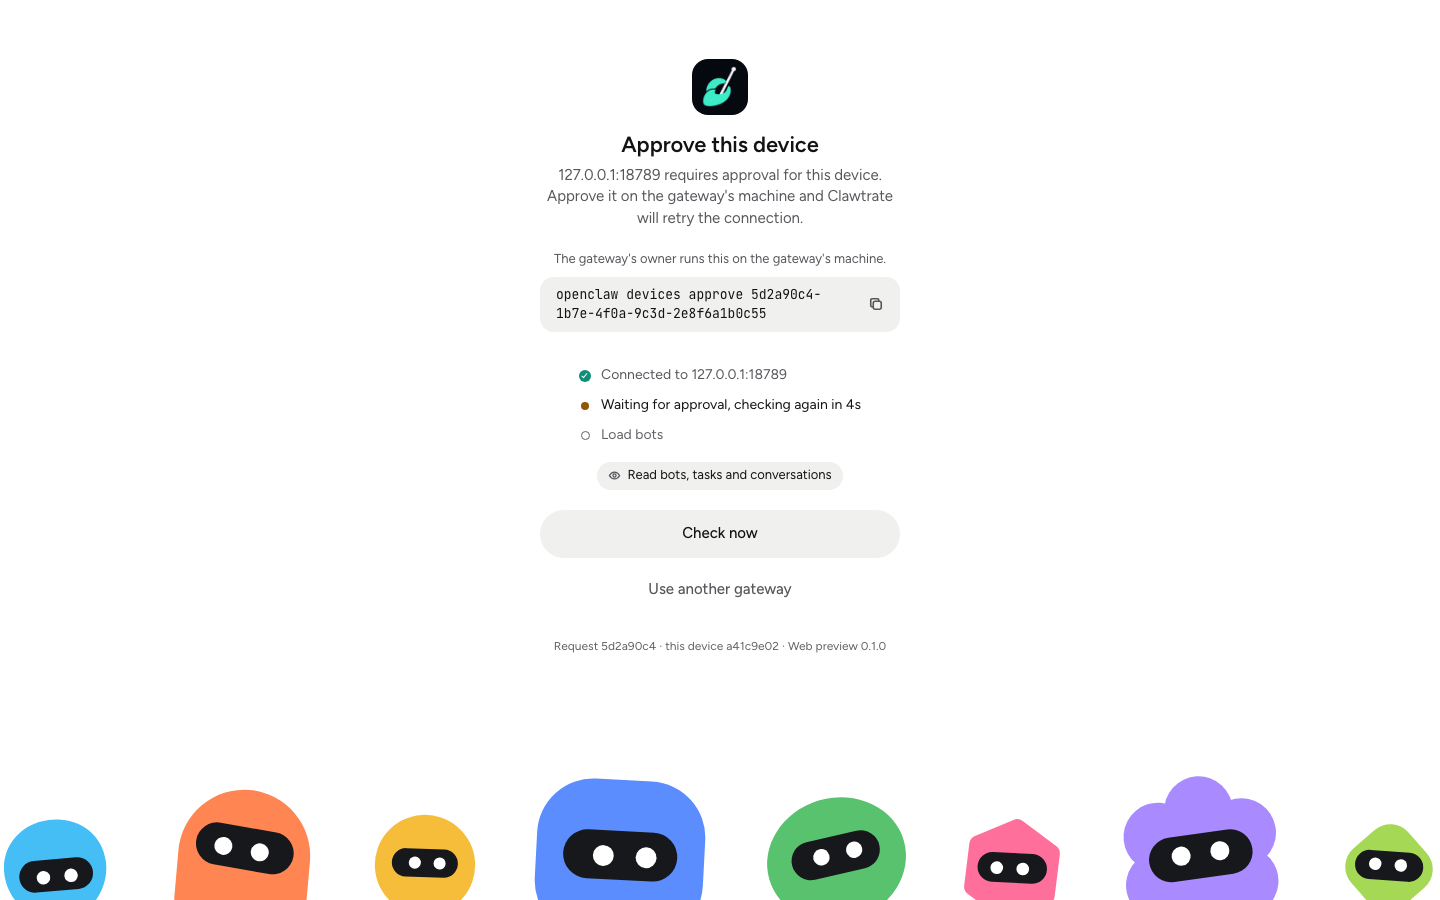 Approve this device
127.0.0.1:18789 requires approval for this device.
Approve it on the gateway's machine and Clawtrate
will retry the connection.
The gateway's owner runs this on the gateway's machine.
openclaw devices approve 5d2a90c4-
1b7e-4f0a-9c3d-2e8f6a1b0c55
Connected to 127.0.0.1:18789
Waiting for approval, checking again in 4s
Load bots
Read bots, tasks and conversations
Check now
Use another gateway
Request 5d2a90c4 · this device a41c9e02 · Web preview 0.1.0